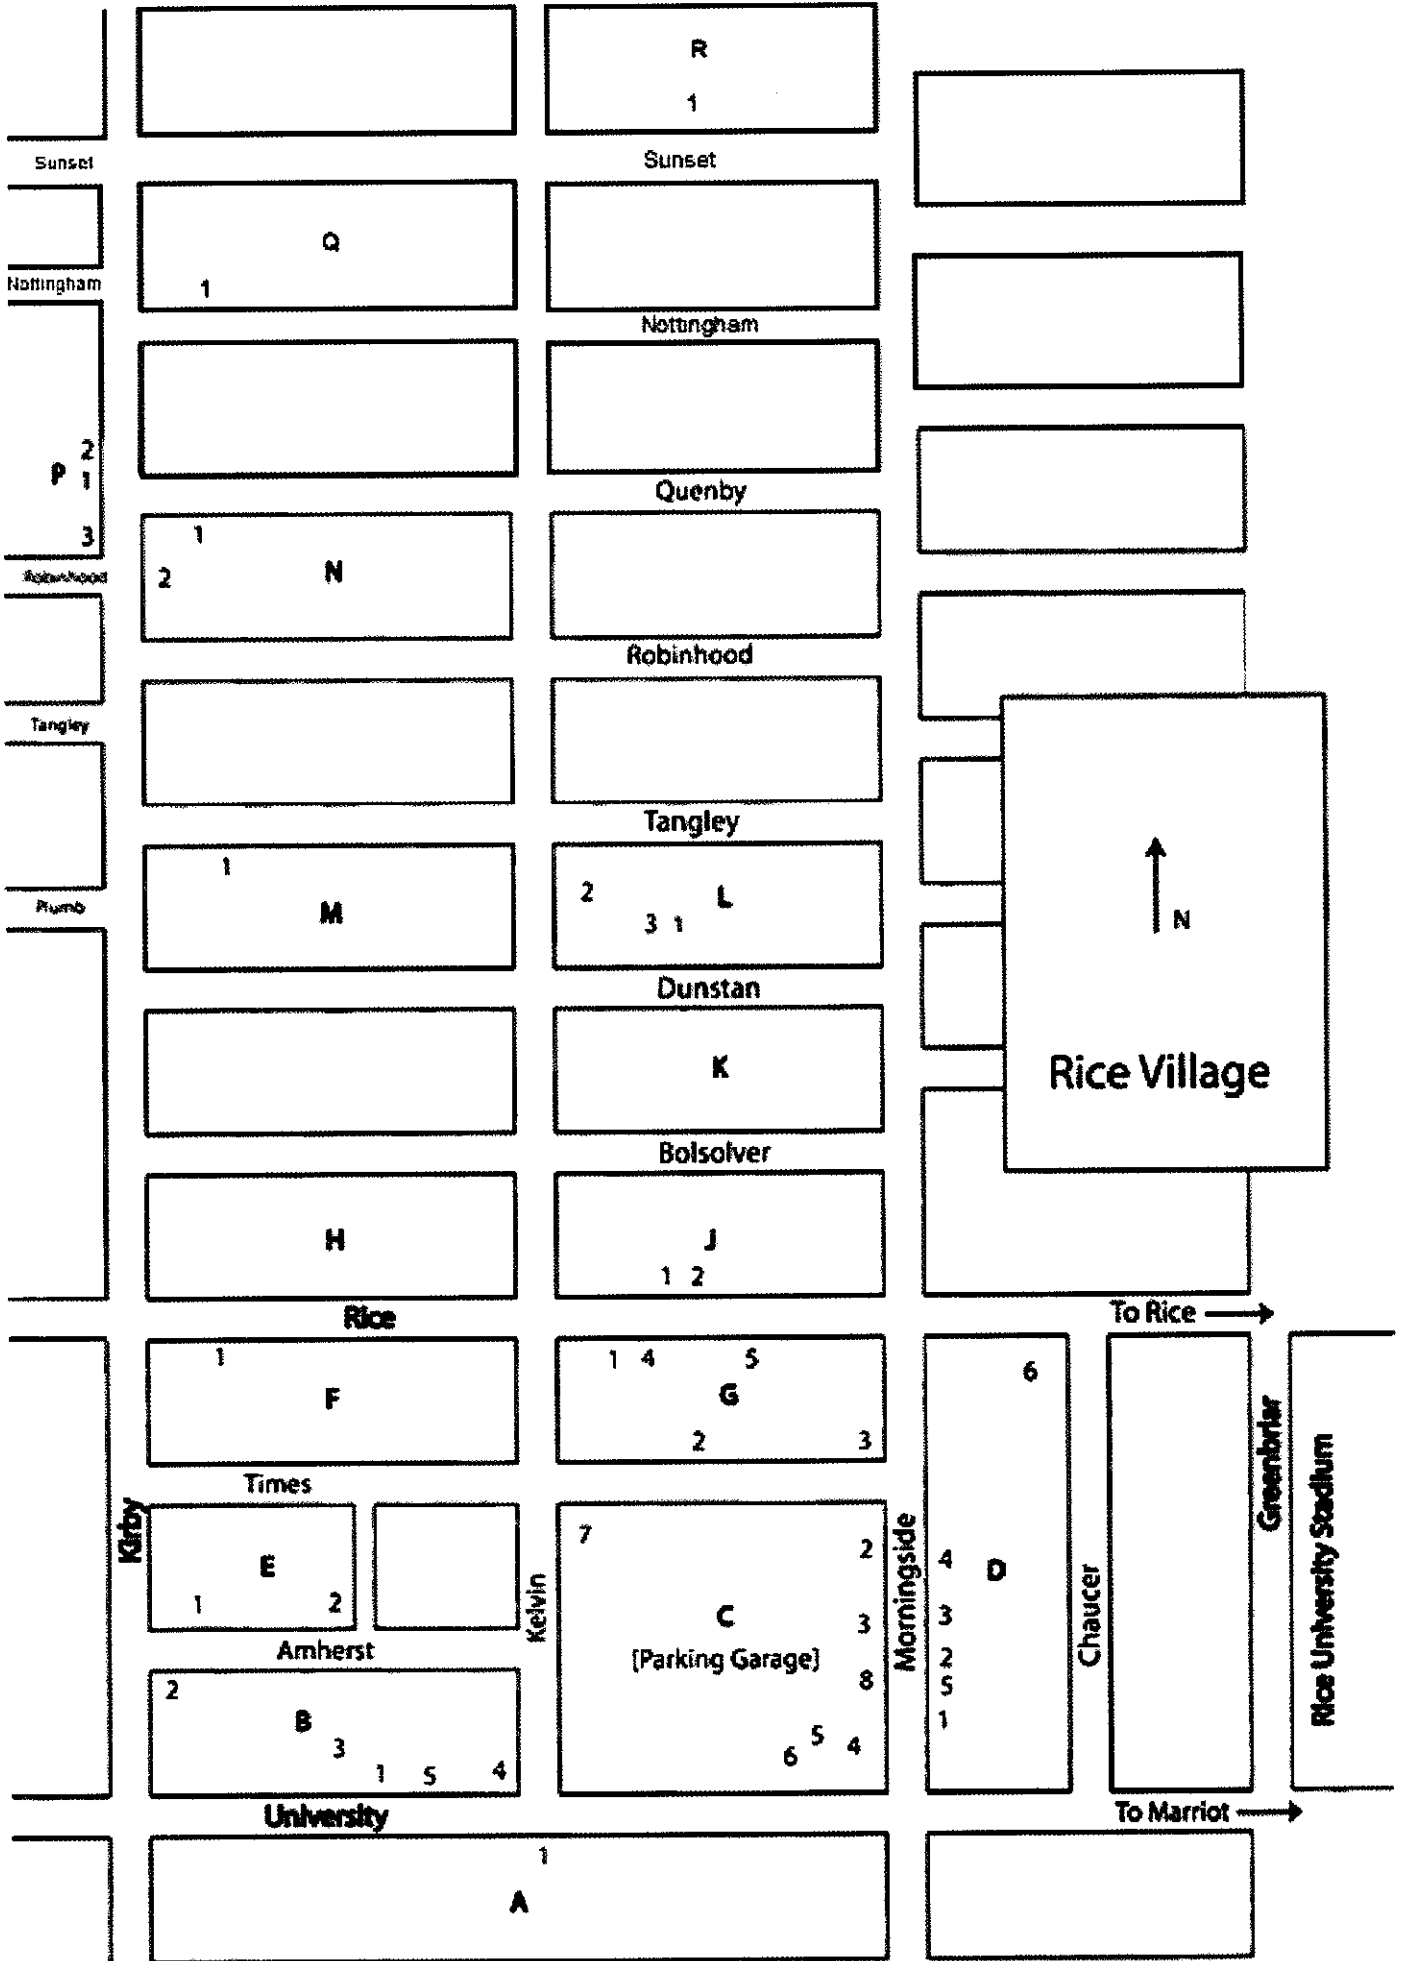 R
1
Sunset
Sunset
Q
1
Nottingham
Nottingham
2
P 1
3
Quenby
1
2 N
Robinhood
Robinhood
Tangley
Tangley
1
M
2 L
3 1
Plumb
N
Dunstan
K
Rice Village
Bolsolver
H
J
1 2
Rice
To Rice
1
F
1 4 5
G
2 3
6
Greenbriar
Rice University Stadium
Times
Kirby
E
1 2
Kelvin
7
2
C
3
[Parking Garage]
8
5
6 4
Morningside
4
D
3
2
5
1
Chaucer
Amherst
2
B
3
1 5 4
University
To Marriot
1
A